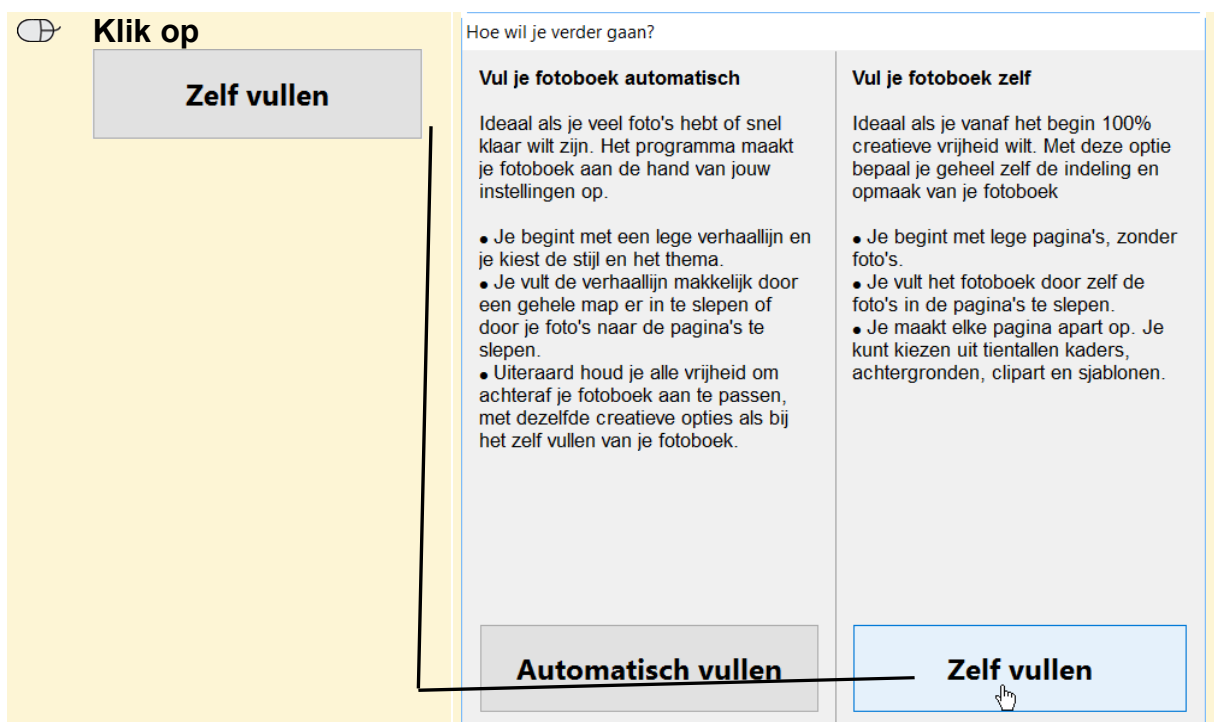 Klik op
Zelf vullen
Hoe wil je verder gaan?
Vul je fotoboek automatisch
Ideaal als je veel foto's hebt of snel
klaar wilt zijn. Het programma maakt
je fotoboek aan de hand van jouw
instellingen op.
● Je begint met een lege verhaallijn en
je kiest de stijl en het thema.
● Je vult de verhaallijn makkelijk door
een gehele map er in te slepen of
door je foto's naar de pagina's te
slepen.
● Uiteraard houd je alle vrijheid om
achteraf je fotoboek aan te passen,
met dezelfde creatieve opties als bij
het zelf vullen van je fotoboek.
Automatisch vullen
Vul je fotoboek zelf
Ideaal als je vanaf het begin 100%
creatieve vrijheid wilt. Met deze optie
bepaal je geheel zelf de indeling en
opmaak van je fotoboek
● Je begint met lege pagina's, zonder
foto's.
● Je vult het fotoboek door zelf de
foto's in de pagina's te slepen.
● Je maakt elke pagina apart op. Je
kunt kiezen uit tientallen kaders,
achtergronden, clipart en sjablonen.
Zelf vullen